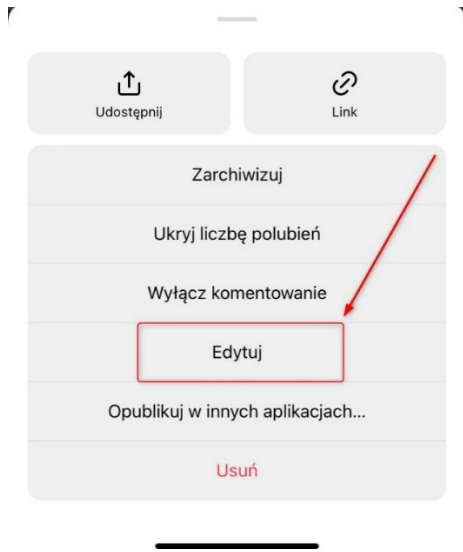 Udostępnij
Link
Zarchiwizuj
Ukryj liczbę polubień
Wyłącz komentowanie
Edytuj
Opublikuj w innych aplikacjach...
Usuń